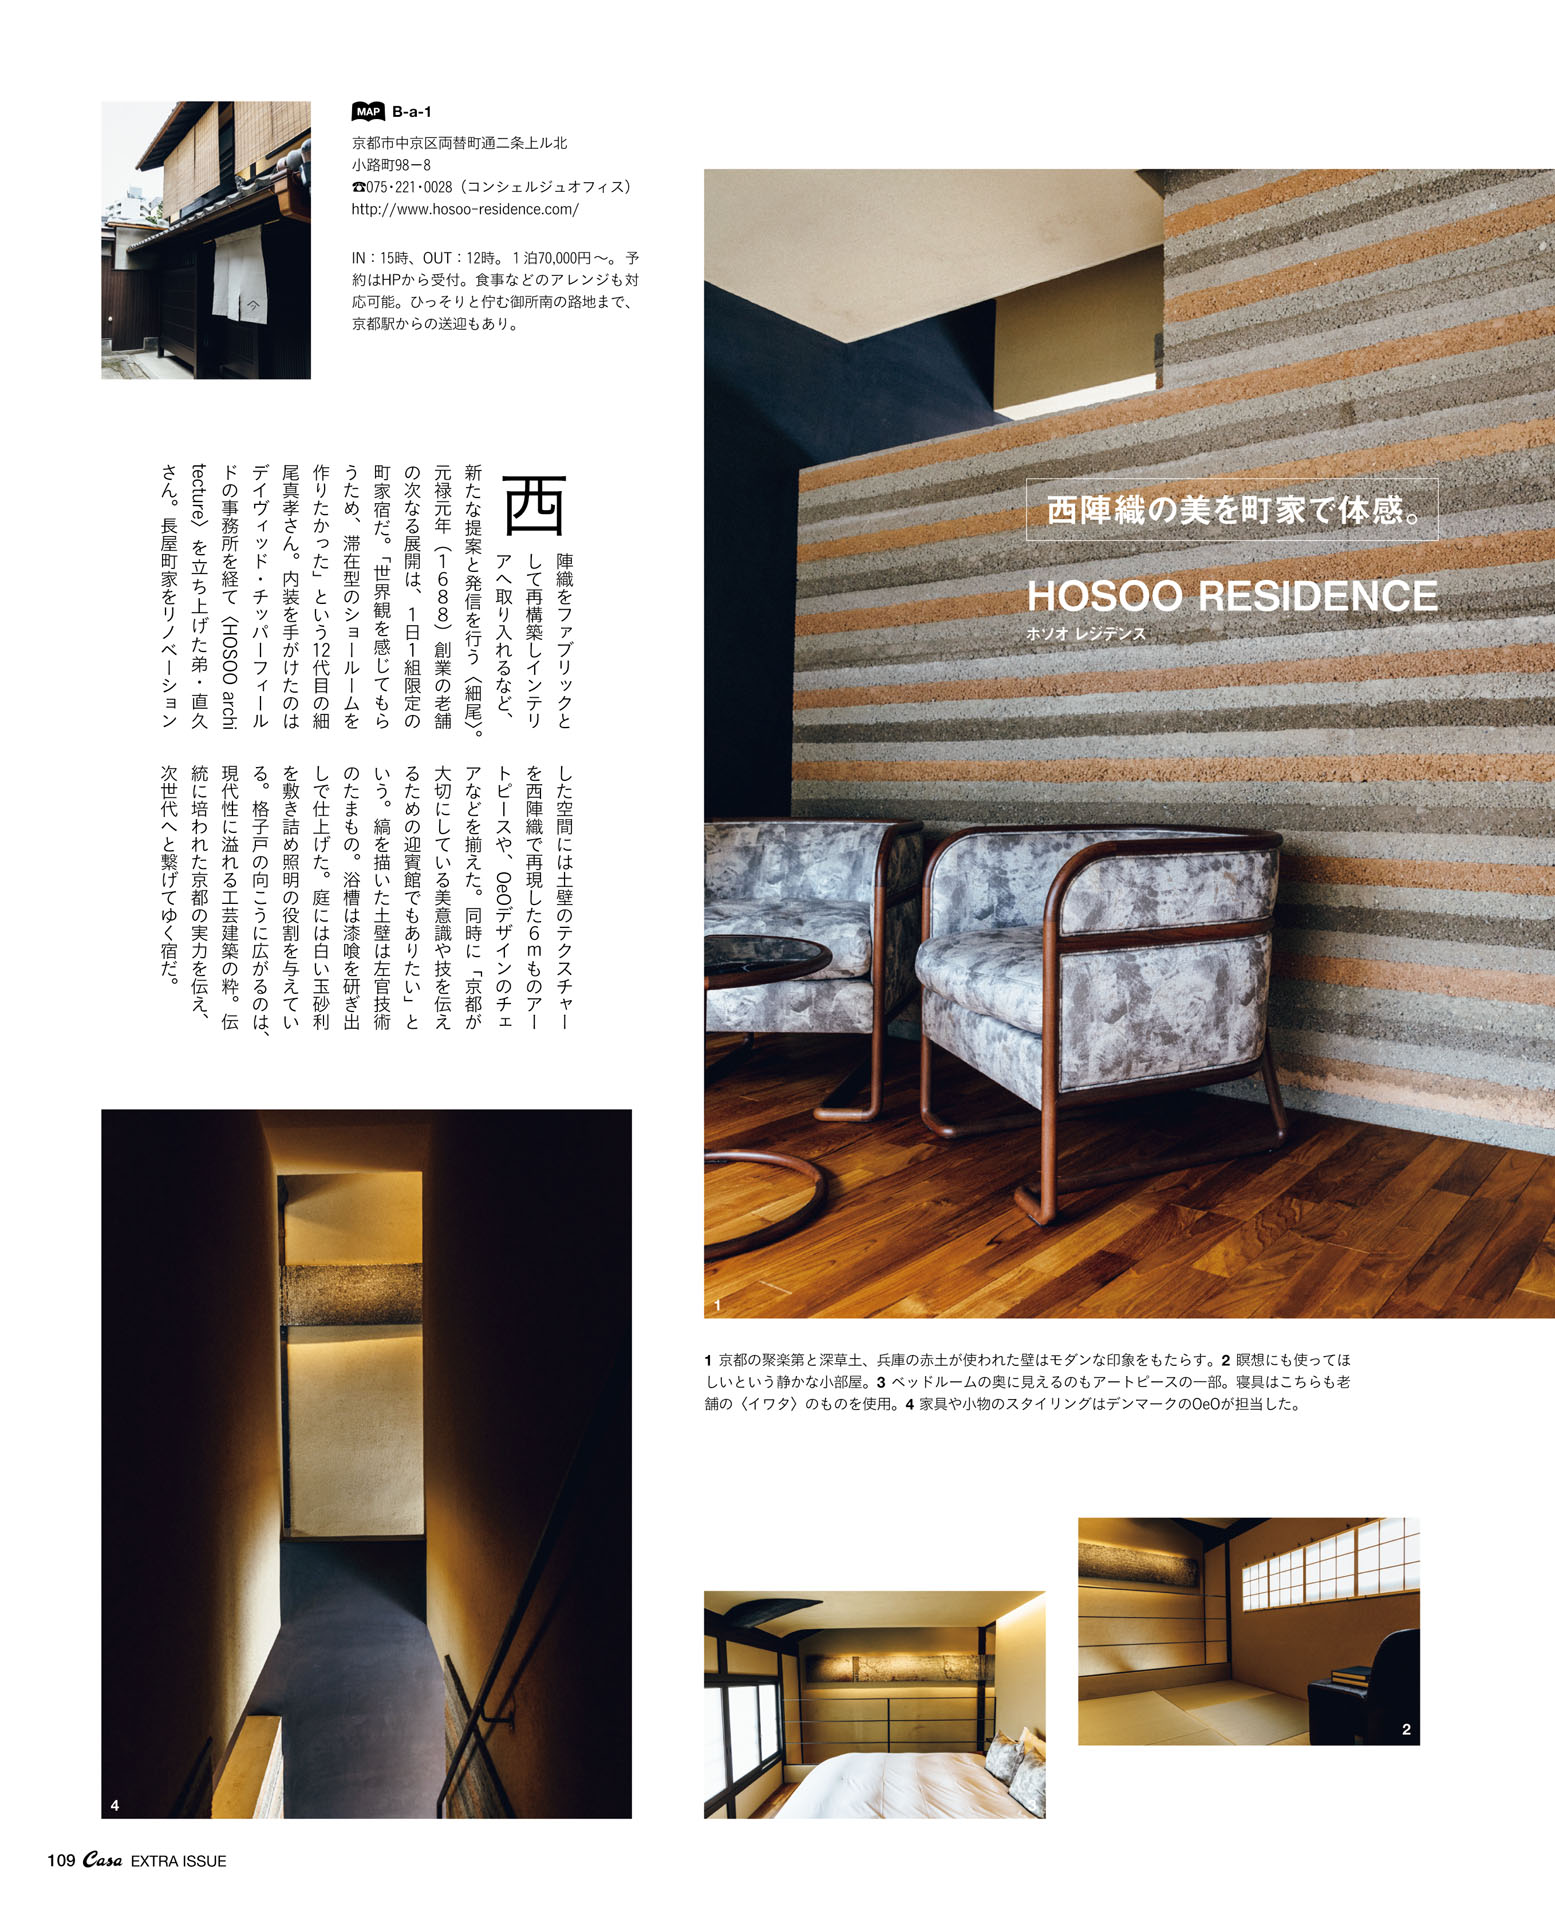 MAP B-a-1
京都市中京区両替町通二条上ル北
小路町98−8
☎075･221･0028（コンシェルジュオフィス）
http://www.hosoo-residence.com/
IN：15時、OUT：12時。１泊70,000円〜。予
約はHPから受付。食事などのアレンジも対
応可能。ひっそりと佇む御所南の路地まで、
京都駅からの送迎もあり。
今
西陣織の美を町家で体感。
HOSOO RESIDENCE
ホソオ レジデンス
西
陣織をファブリックと
して再構築しインテリ
アへ取り入れるなど、
新たな提案と発信を行う〈細尾〉。
元禄元年（１６８８）創業の老舗
の次なる展開は、１日１組限定の
町家宿だ。「世界観を感じてもら
うため、滞在型のショールームを
作りたかった」という12代目の細
尾真孝さん。内装を手がけたのは
デイヴィッド・チッパーフィール
ドの事務所を経て〈HOSOO archi
tecture〉を立ち上げた弟・直久
さん。長屋町家をリノベーション
した空間には土壁のテクスチャー
を西陣織で再現した６ｍものアー
トピースや、OeOデザインのチェ
アなどを揃えた。同時に「京都が
大切にしている美意識や技を伝え
るための迎賓館でもありたい」と
いう。縞を描いた土壁は左官技術
のたまもの。浴槽は漆喰を研ぎ出
しで仕上げた。庭には白い玉砂利
を敷き詰め照明の役割を与えてい
る。格子戸の向こうに広がるのは、
現代性に溢れる工芸建築の粋。伝
統に培われた京都の実力を伝え、
次世代へと繋げてゆく宿だ。
1
1 京都の聚楽第と深草土、兵庫の赤土が使われた壁はモダンな印象をもたらす。2 瞑想にも使ってほ
しいという静かな小部屋。3 ベッドルームの奥に見えるのもアートピースの一部。寝具はこちらも老
舗の〈イワタ〉のものを使用。4 家具や小物のスタイリングはデンマークのOeOが担当した。
2
4
109 Casa EXTRA ISSUE